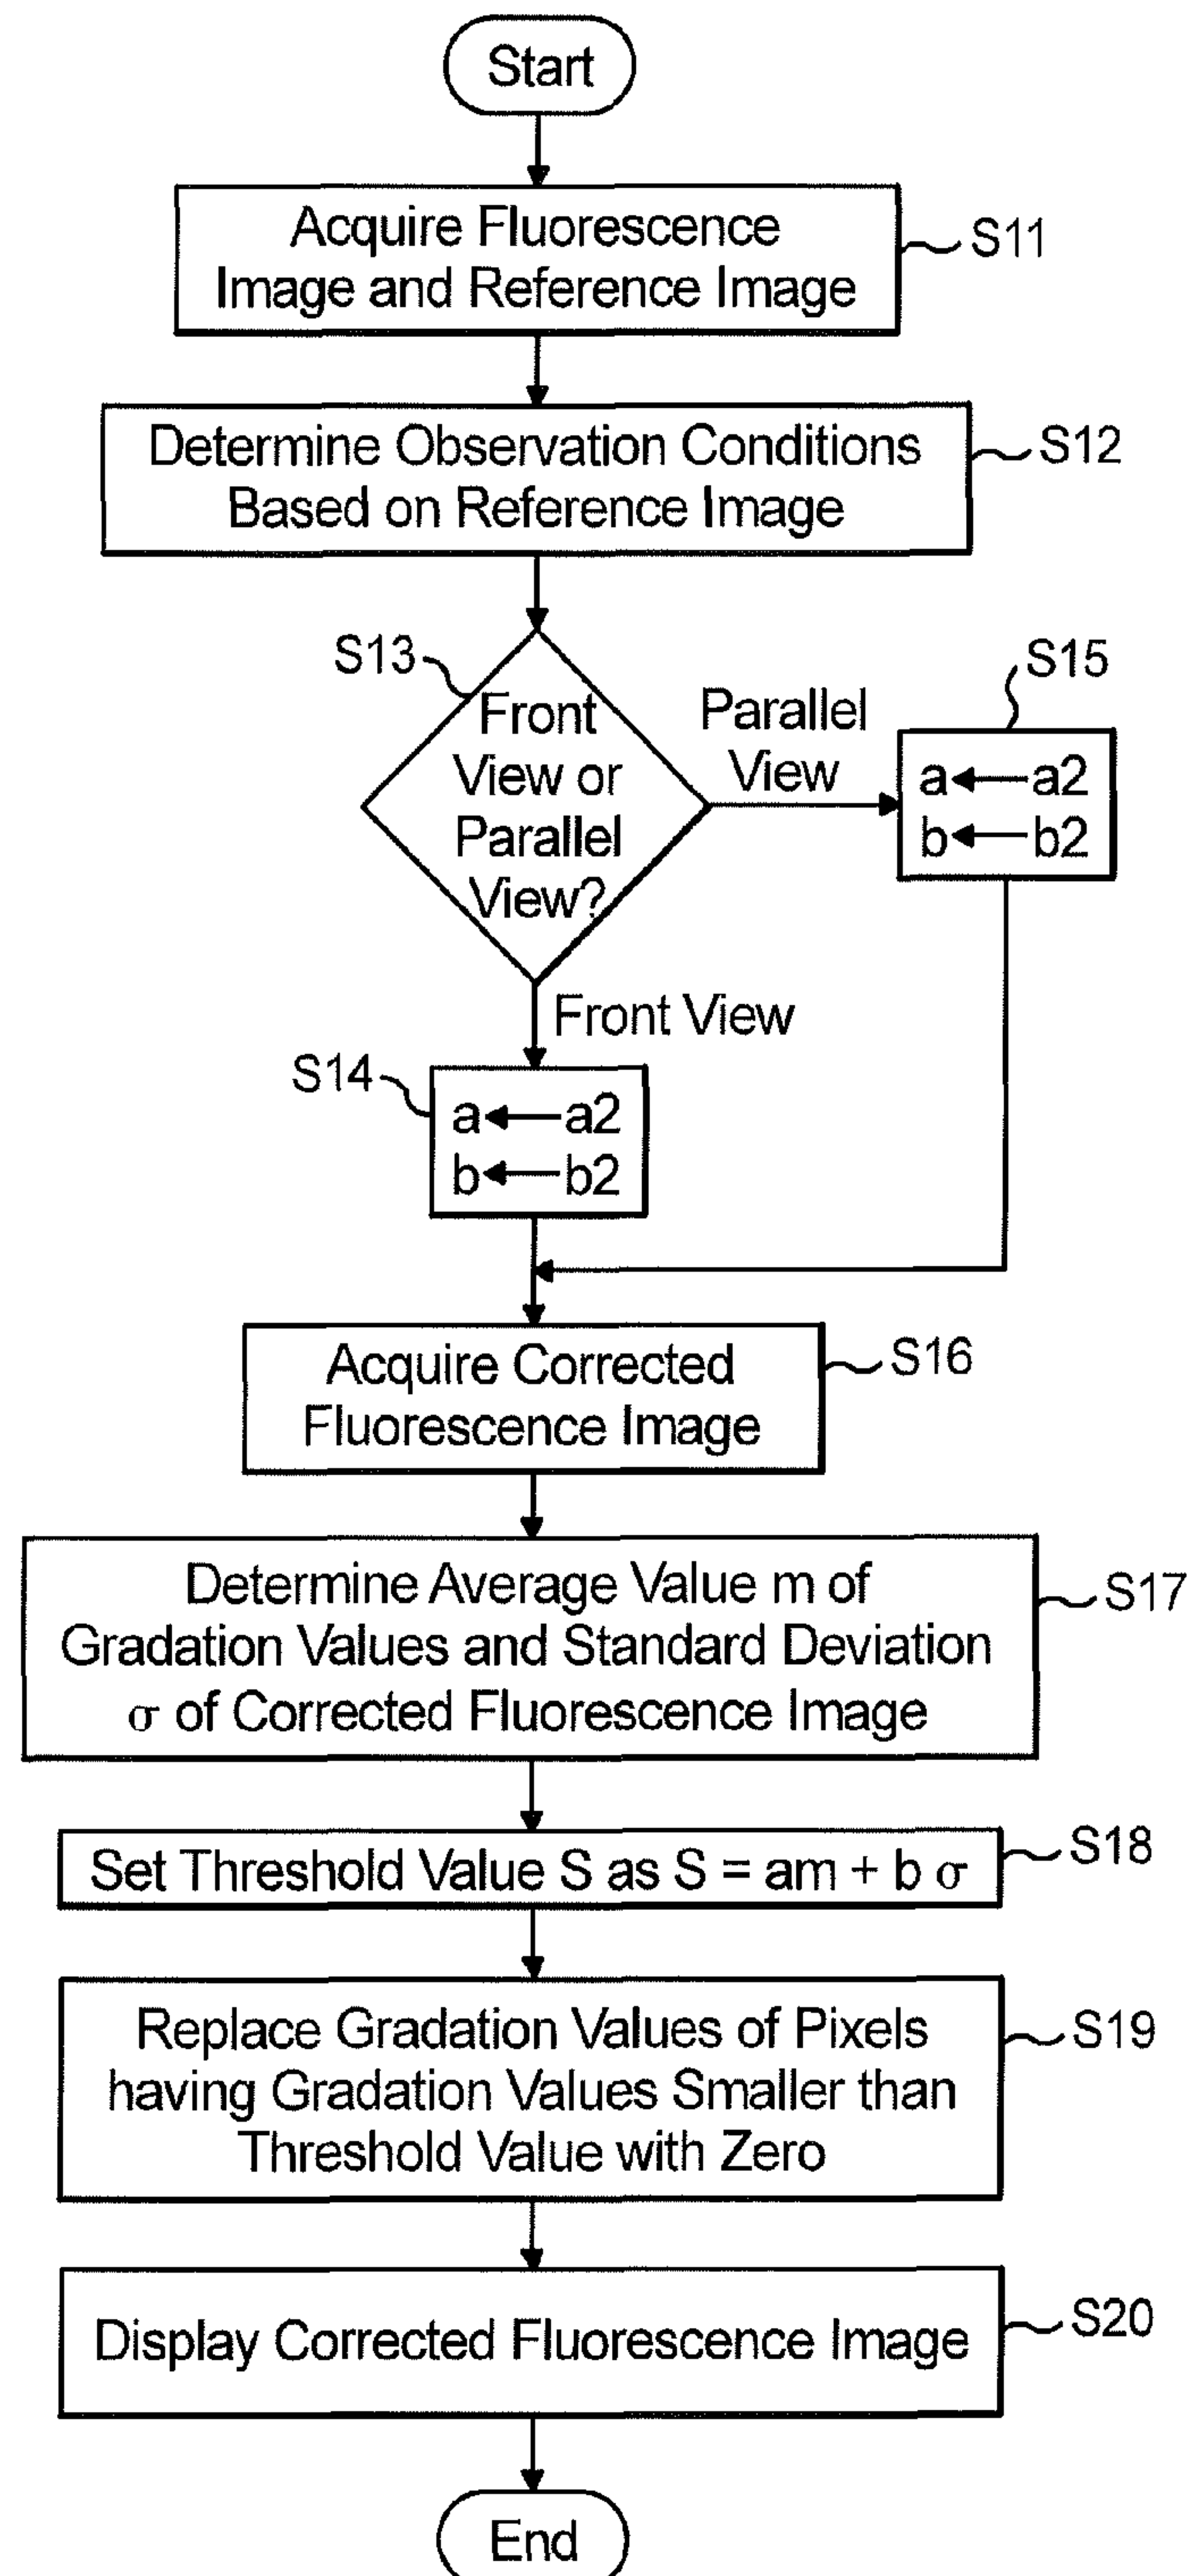 Start
Acquire Fluorescence
Image and Reference Image
S11
Determine Observation Conditions
Based on Reference Image
S12
S13
Front
View or
Parallel
View?
Parallel
View
S15
a←a2
b←b2
Front View
S14
a←a2
b←b2
Acquire Corrected
Fluorescence Image
S16
Determine Average Value m of
Gradation Values and Standard Deviation
σ of Corrected Fluorescence Image
S17
Set Threshold Value S as S = am + b σ
S18
Replace Gradation Values of Pixels
having Gradation Values Smaller than
Threshold Value with Zero
S19
Display Corrected Fluorescence Image
S20
End